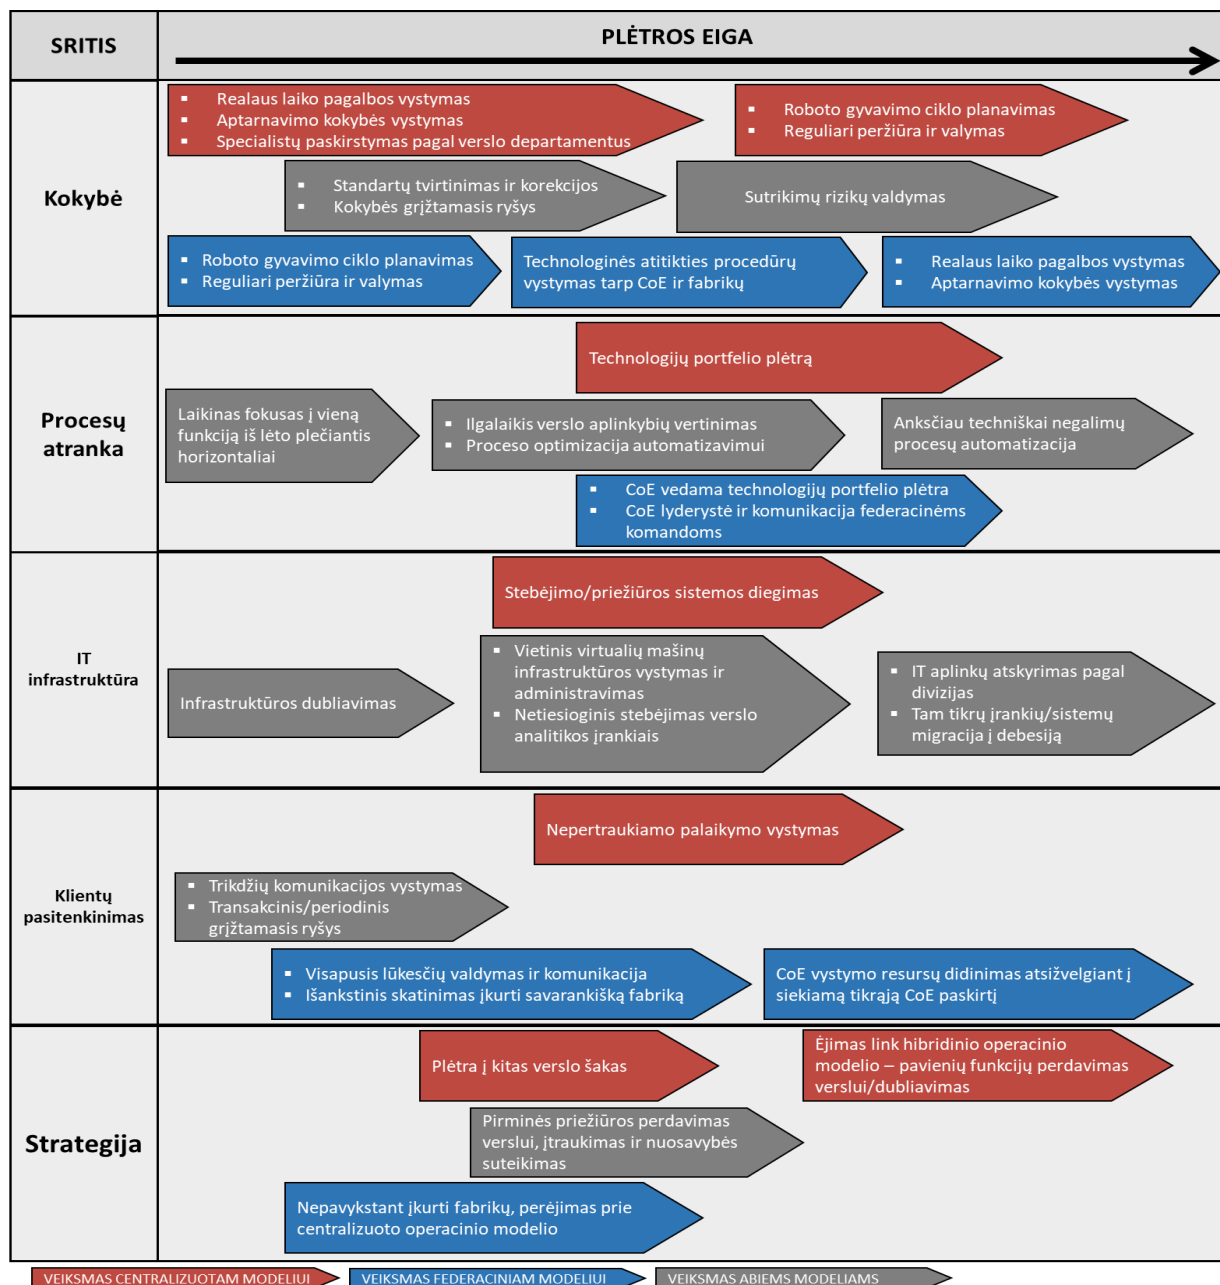 SRITIS
PLĖTROS EIGA
Kokybė
▪ Realaus laiko pagalbos vystymas
▪ Aptarnavimo kokybės vystymas
▪ Specialistų paskirstymas pagal verslo departamentus
▪ Roboto gyvavimo ciklo planavimas
▪ Reguliari peržiūra ir valymas
▪ Standartų tvirtinimas ir korekcijos
▪ Kokybės grįžtamasis ryšys
Sutrikimų rizikų valdymas
▪ Roboto gyvavimo ciklo planavimas
▪ Reguliari peržiūra ir valymas
Technologinės atitikties procedūrų
vystymas tarp CoE ir fabrikų
▪ Realaus laiko pagalbos vystymas
▪ Aptarnavimo kokybės vystymas
Procesų
atranka
Technologijų portfelio plėtrą
Laikinas fokusas į vieną
funkciją iš lėto plečiantis
horizontaliai
▪ Ilgalaikis verslo aplinkybių vertinimas
▪ Proceso optimizacija automatizavimui
Anksčiau techniškai negalimų
procesų automatizacija
▪ CoE vedama technologijų portfelio plėtra
▪ CoE lyderystė ir komunikacija federacinėms
komandoms
IT
infrastruktūra
Stebėjimo/priežiūros sistemos diegimas
Infrastruktūros dubliavimas
▪ Vietinis virtualių mašinų
infrastruktūros vystymas ir
administravimas
▪ Netiesioginis stebėjimas verslo
analitikos įrankiais
▪ IT aplinkų atskyrimas pagal
divizijas
▪ Tam tikrų įrankių/sistemų
migracija į debesiją
Klientų
pasitenkinimas
Nepertraukiamo palaikymo vystymas
▪ Trikdžių komunikacijos vystymas
▪ Transakcinis/periodinis
grįžtamasis ryšys
▪ Visapusis lūkesčių valdymas ir komunikacija
▪ Išankstinis skatinimas įkurti savarankišką fabriką
CoE vystymo resursų didinimas atsižvelgiant į
siekiamą tikrąją CoE paskirtį
Strategija
Plėtra į kitas verslo šakas
Ėjimas link hibridinio operacinio
modelio – pavienių funkcijų perdavimas
verslui/dubliavimas
Pirminės priežiūros perdavimas
verslui, įtraukimas ir nuosavybės
suteikimas
Nepavykstant įkurti fabrikų, perėjimas prie
centralizuoto operacinio modelio
VEIKSMAS CENTRALIZUOTAM MODELIUI
VEIKSMAS FEDERACINIAM MODELIUI
VEIKSMAS ABIEMS MODELIAMS